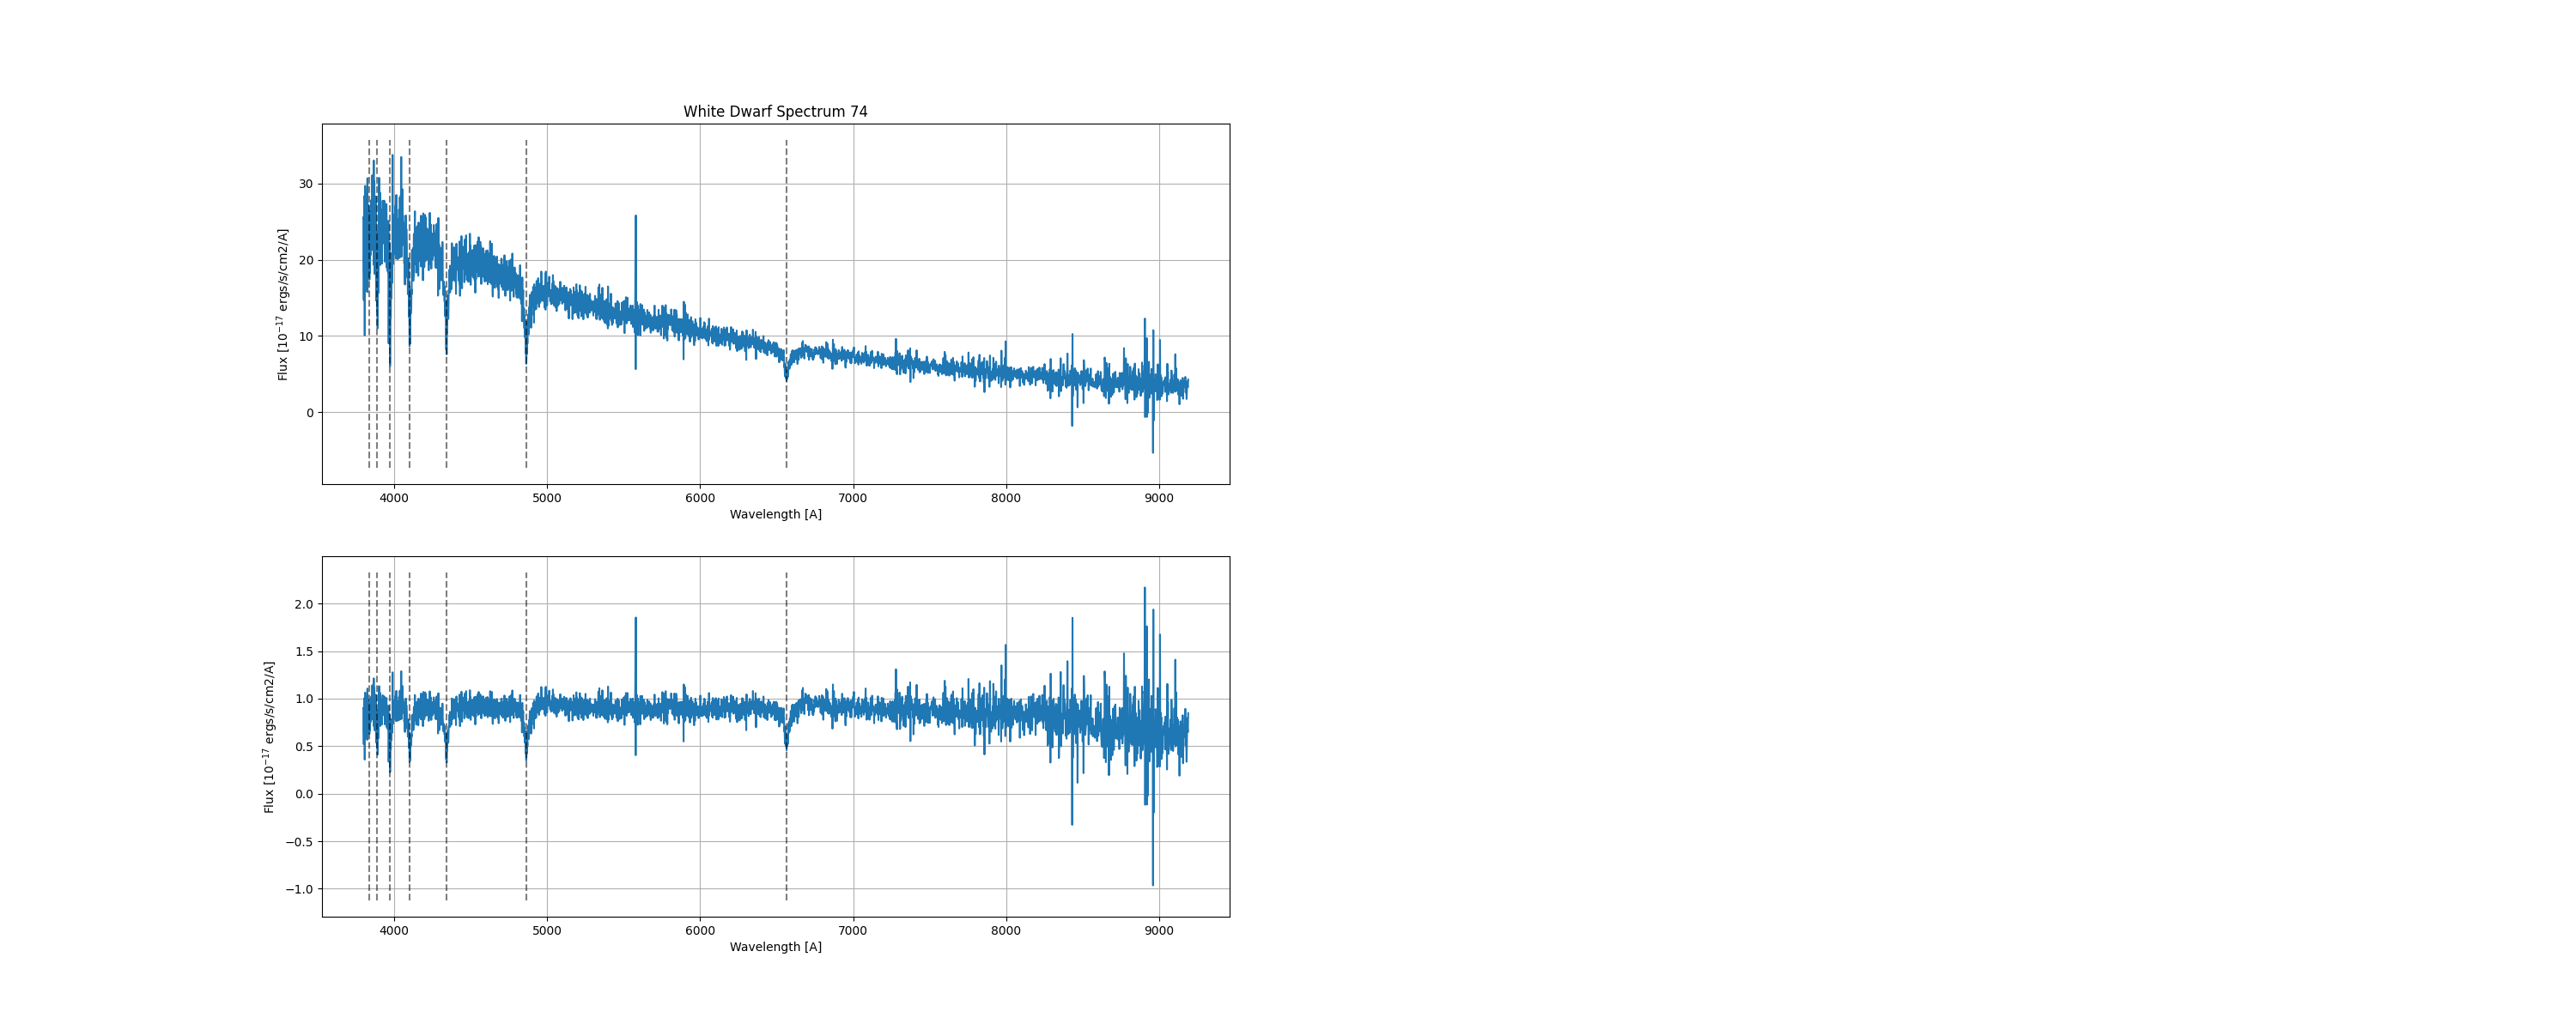 White Dwarf Spectrum 74
Flux [10⁻¹⁷ ergs/s/cm2/A]
30
20
10
0
4000 5000 6000 7000 8000 9000
Wavelength [A]
Flux [10⁻¹⁷ ergs/s/cm2/A]
2.0
1.5
1.0
0.5
0.0
−0.5
−1.0
4000 5000 6000 7000 8000 9000
Wavelength [A]